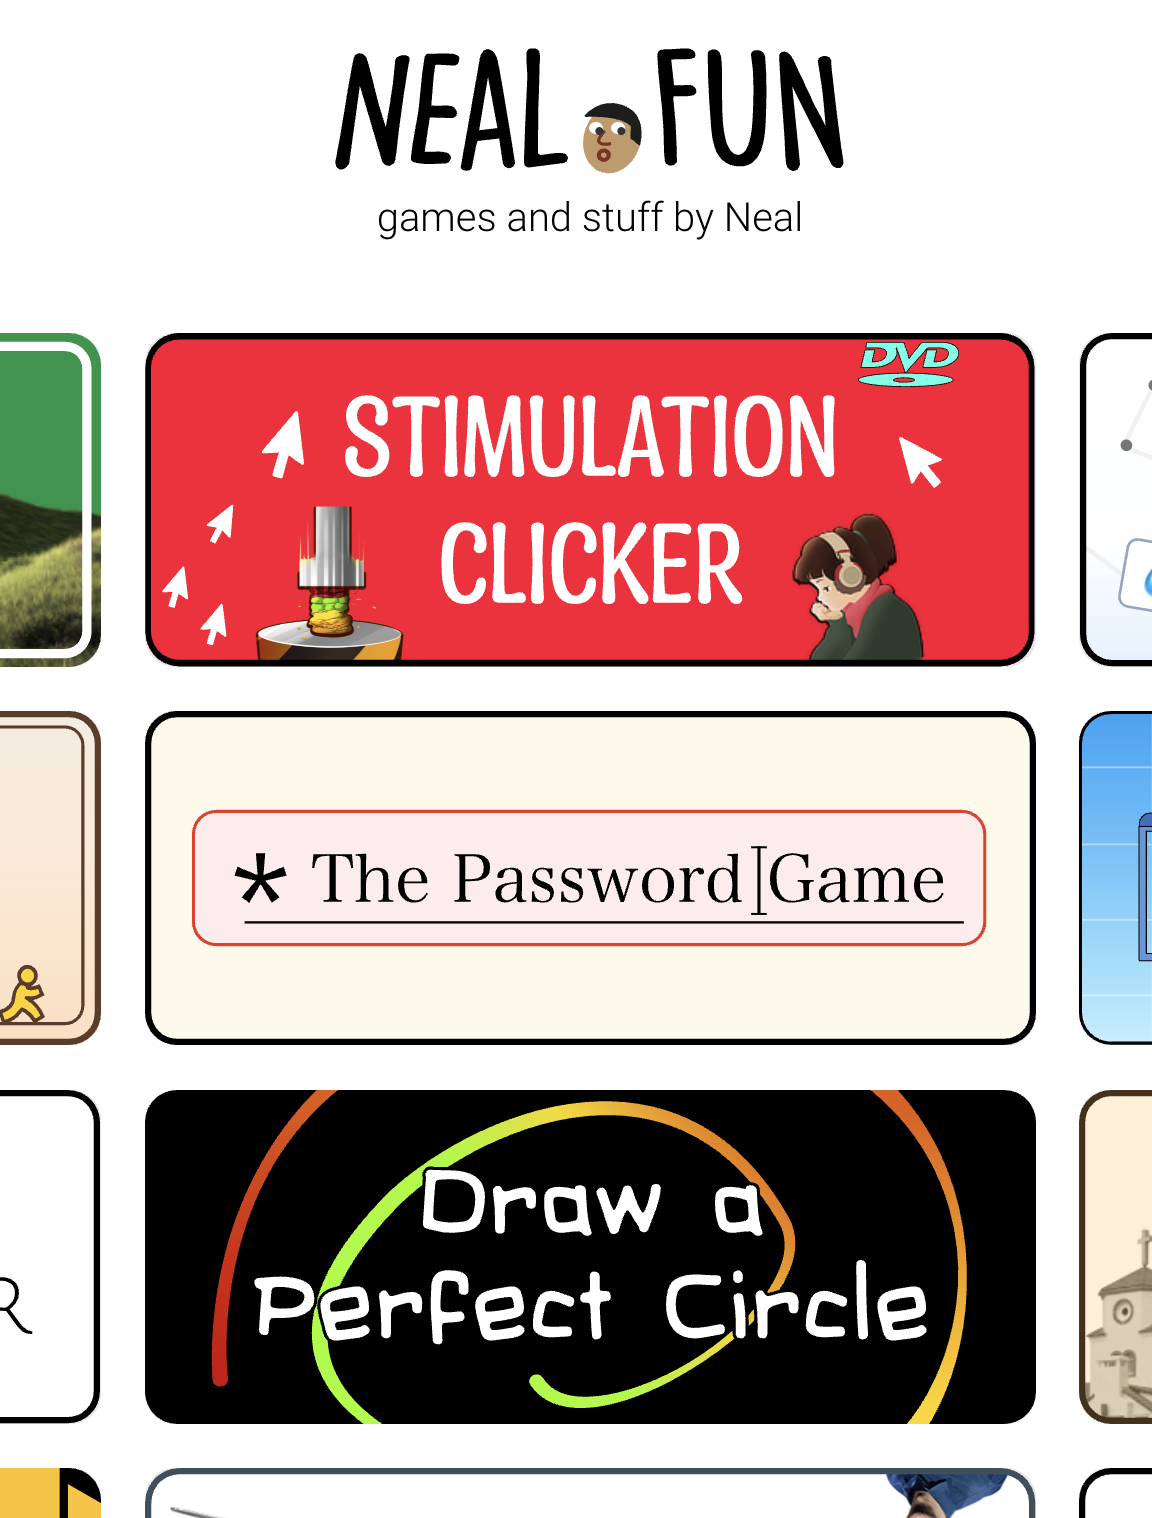 NEAL FUN
games and stuff by Neal
DVD
STIMULATION
CLICKER
* The Password Game
R
Draw a
Perfect Circle